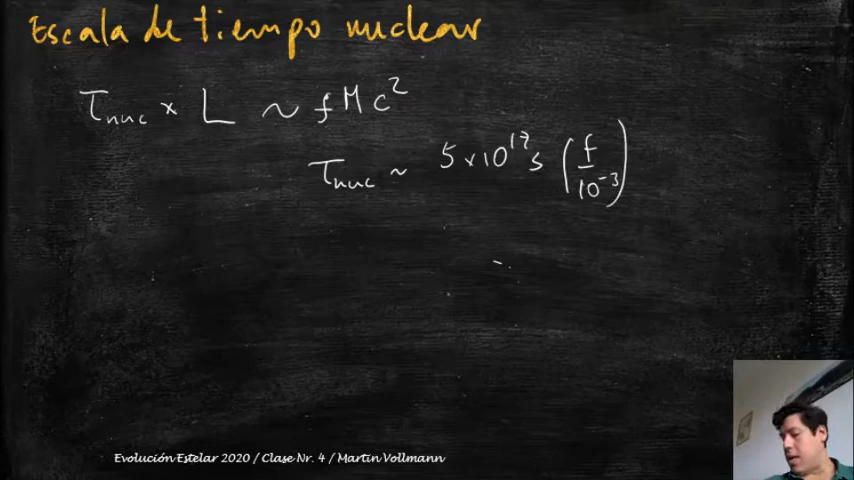 Escala de tiempo nuclear
τnuc × L ~ f M c²
τnuc ~ 5×10¹⁷ s (f/10⁻³)
Evolución Estelar 2020 / Clase Nr. 4 / Martin Vollmann